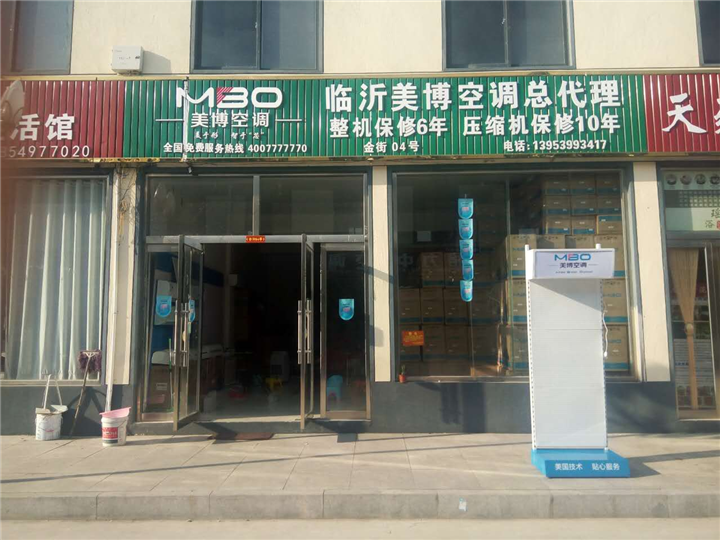 活馆
54977020
MBO
美博空调
全国免费服务热线 4007777770
临沂美博空调总代理
整机保修6年 压缩机保修10年
金街 04号 电话:13953993417
天
MBO
美博空调
美国技术 贴心服务